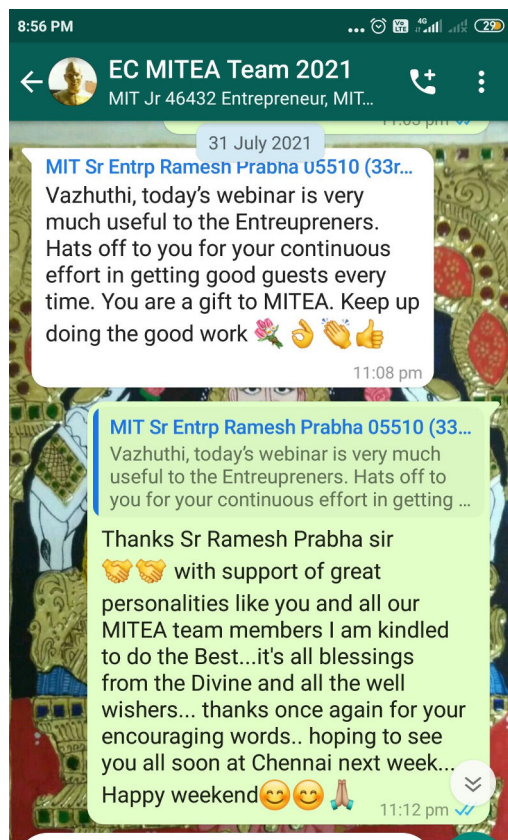 8:56 PM
Vo LTE 4G 29
EC MITEA Team 2021
MIT Jr 46432 Entrepreneur, MIT...
11:05 pm
31 July 2021
MIT Sr Entrp Ramesh Prabha 05510 (33r...
Vazhuthi, today's webinar is very
much useful to the Entreupreners.
Hats off to you for your continuous
effort in getting good guests every
time. You are a gift to MITEA. Keep up
doing the good work 💐👌👏👍
11:08 pm
MIT Sr Entrp Ramesh Prabha 05510 (33...
Vazhuthi, today's webinar is very much
useful to the Entreupreners. Hats off to
you for your continuous effort in getting ...
Thanks Sr Ramesh Prabha sir
🤝🤝 with support of great
personalities like you and all our
MITEA team members I am kindled
to do the Best...it's all blessings
from the Divine and all the well
wishers... thanks once again for your
encouraging words.. hoping to see
you all soon at Chennai next week...
Happy weekend😊😊🙏
11:12 pm